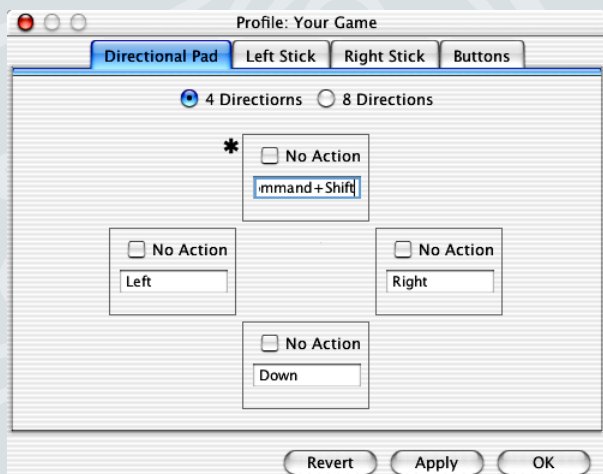 Profile: Your Game
Directional Pad Left Stick Right Stick Buttons
4 Directiorns 8 Directions
* No Action
mmand+Shift
No Action No Action
Left Right
No Action
Down
Revert Apply OK